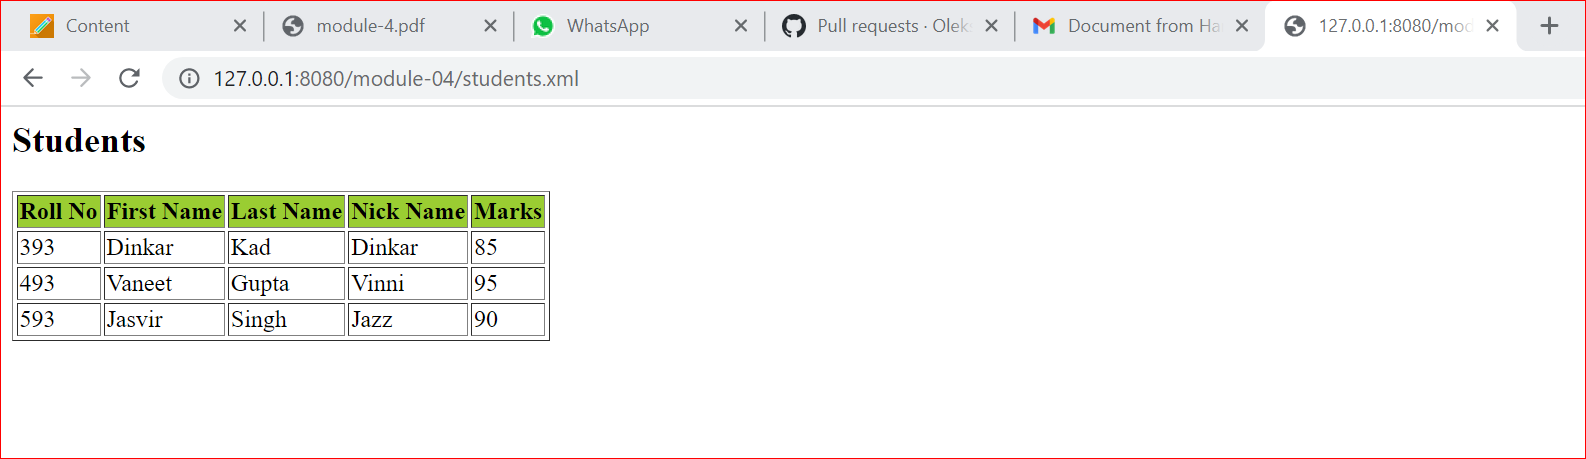 Content module-4.pdf WhatsApp Pull requests · Olek Document from Ha 127.0.0.1:8080/mod
127.0.0.1:8080/module-04/students.xml
Students
Roll No First Name Last Name Nick Name Marks
393 Dinkar Kad Dinkar 85
493 Vaneet Gupta Vinni 95
593 Jasvir Singh Jazz 90